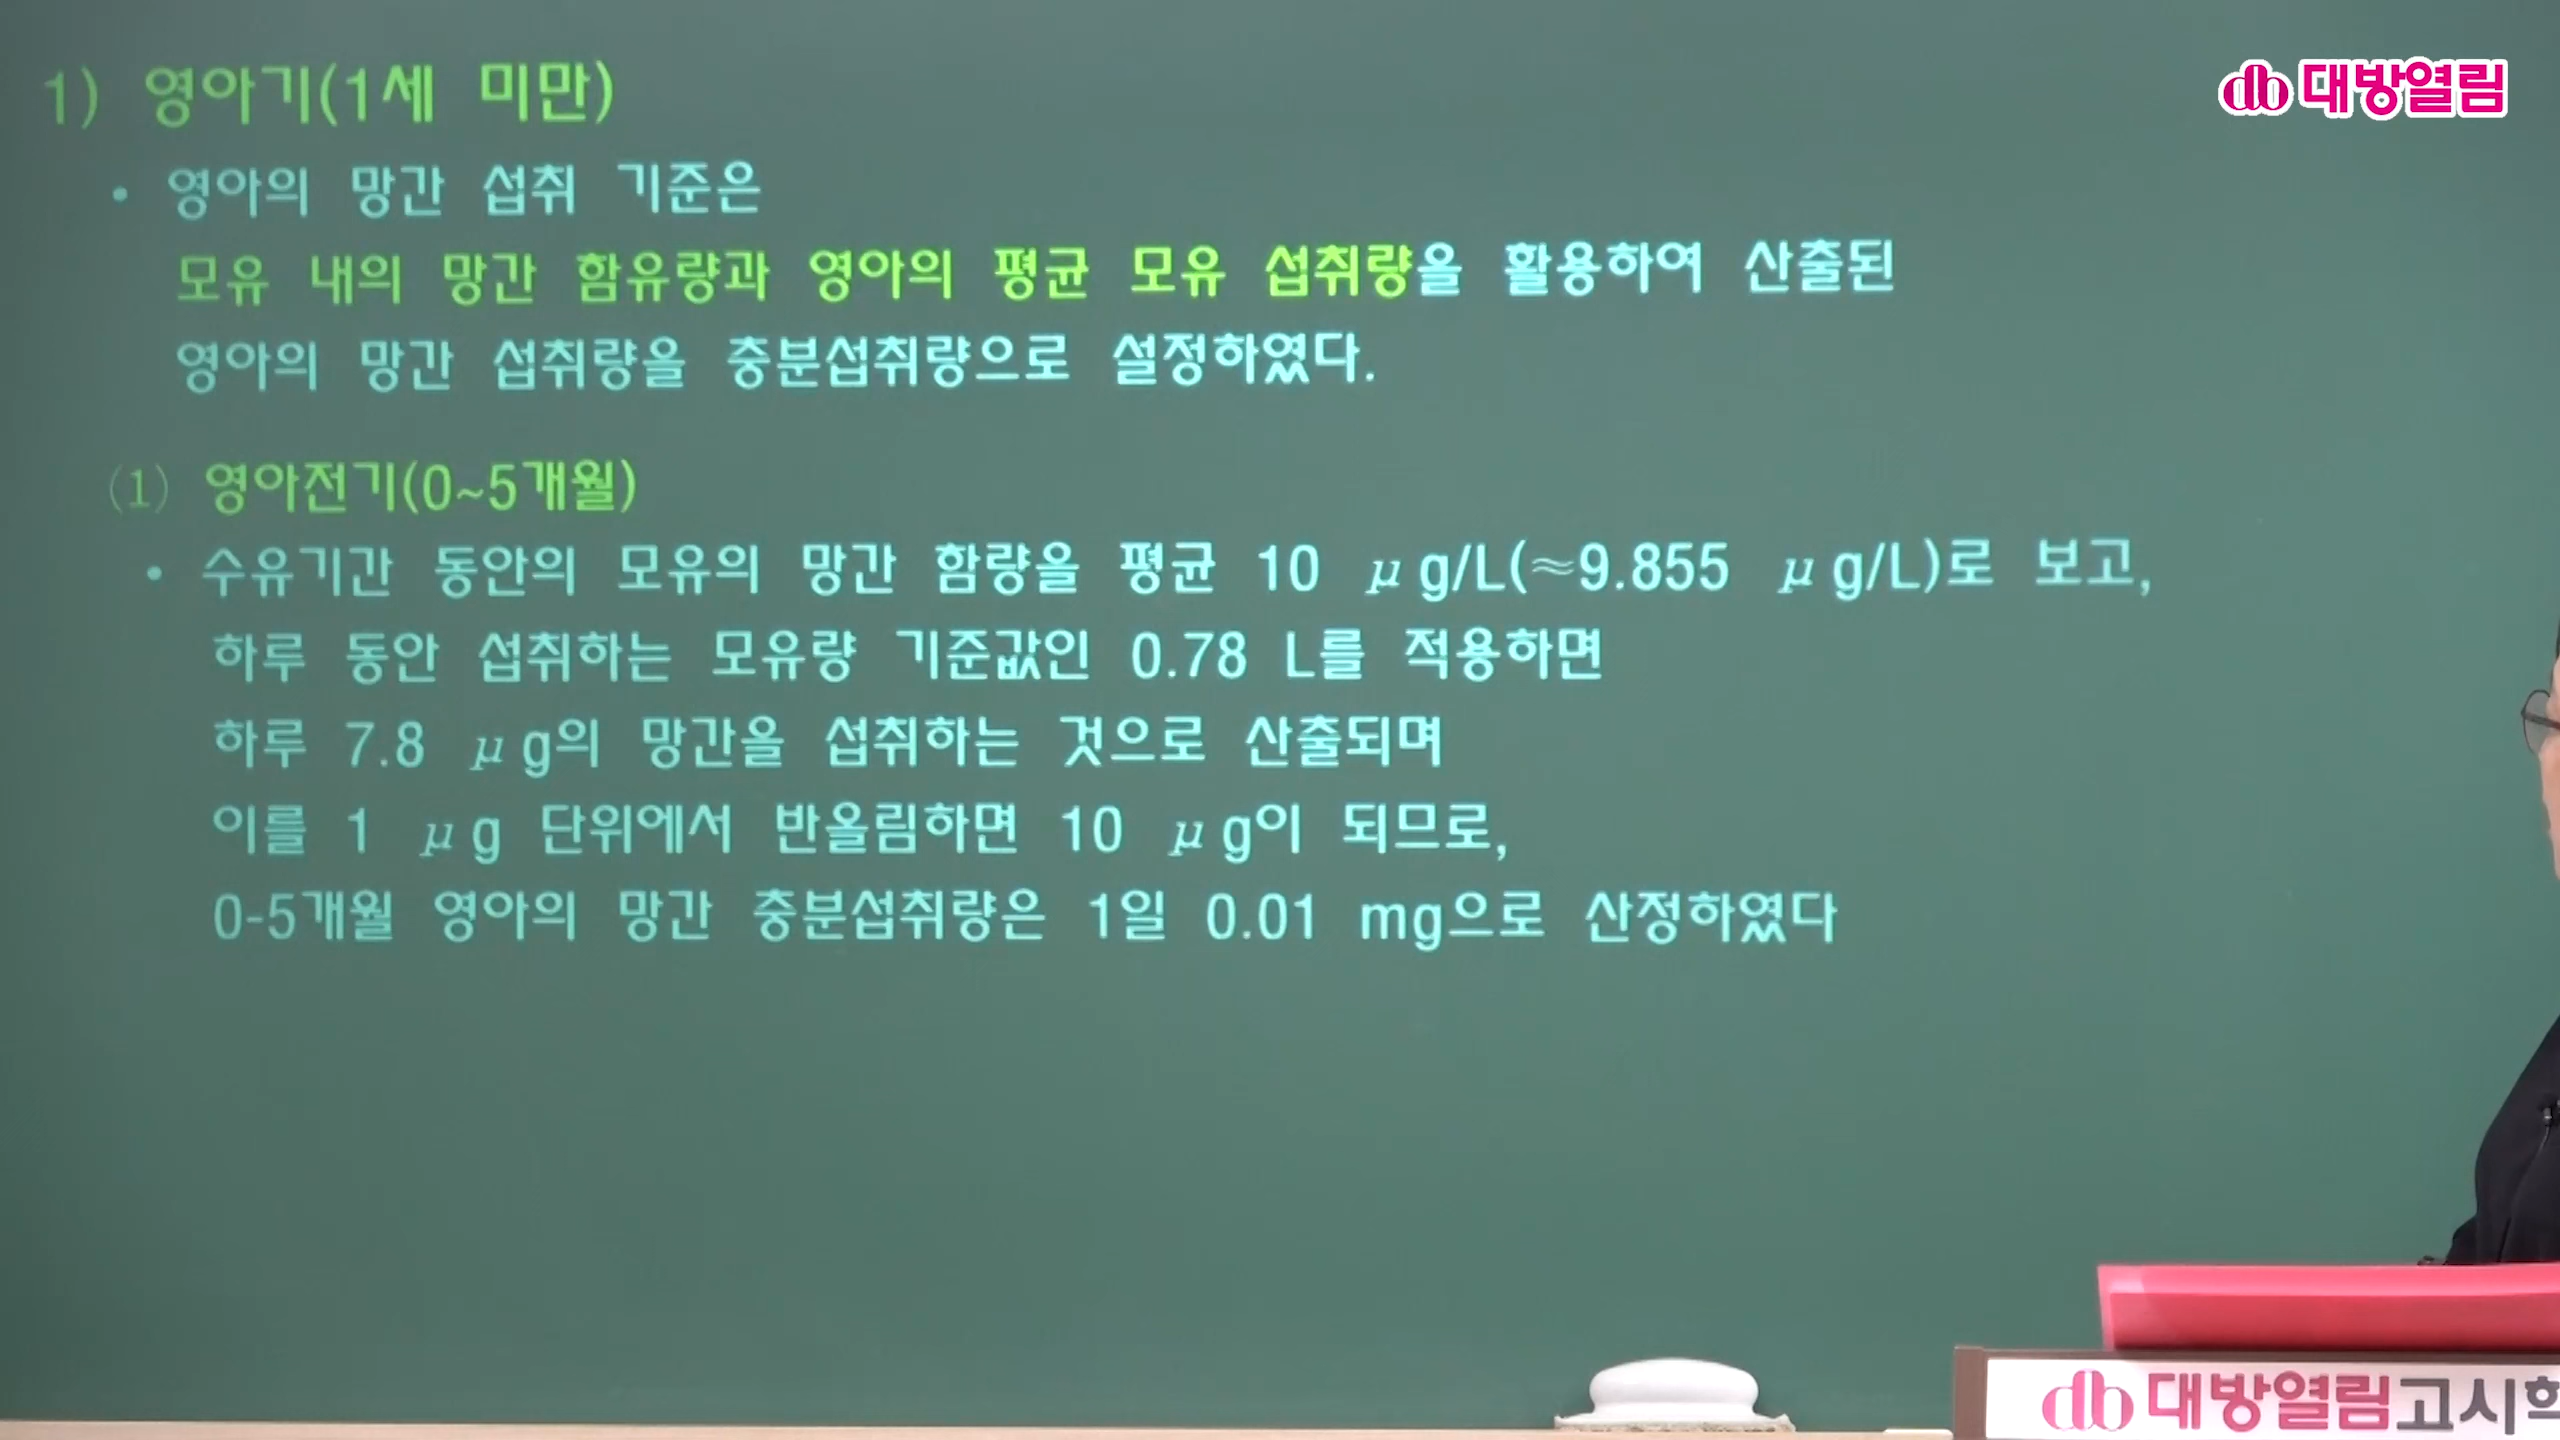 대방열림
1) 영아기(1세 미만)
• 영아의 망간 섭취 기준은
모유 내의 망간 함유량과 영아의 평균 모유 섭취량을 활용하여 산출된
영아의 망간 섭취량을 충분섭취량으로 설정하였다.
(1) 영아전기(0~5개월)
• 수유기간 동안의 모유의 망간 함량을 평균 10 μg/L(≈9.855 μg/L)로 보고,
하루 동안 섭취하는 모유량 기준값인 0.78 L를 적용하면
하루 7.8 μg의 망간을 섭취하는 것으로 산출되며
이를 1 μg 단위에서 반올림하면 10 μg이 되므로,
0-5개월 영아의 망간 충분섭취량은 1일 0.01 mg으로 산정하였다
대방열림고시